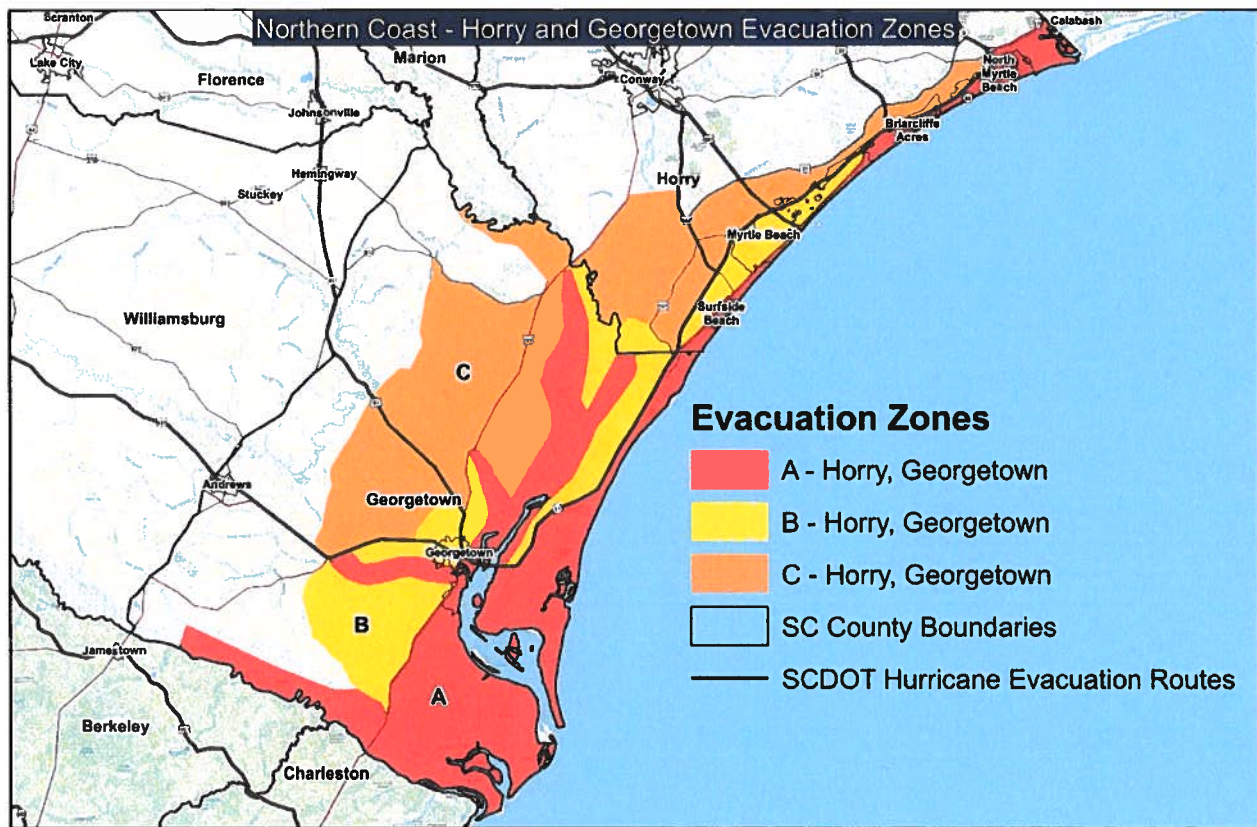 Northern Coast - Horry and Georgetown Evacuation Zones
Scranton
Lake City
Florence
Marion
Conway
Calabash
North
Myrtle
Beach
Johnsonville
Briarcliffe
Acres
Hemingway
Stuckey
Horry
Myrtle Beach
Surfside
Beach
Williamsburg
C
Evacuation Zones
A - Horry, Georgetown
B - Horry, Georgetown
C - Horry, Georgetown
SC County Boundaries
SCDOT Hurricane Evacuation Routes
Andrews
Georgetown
Georgetown
B
Jamestown
A
Berkeley
Charleston